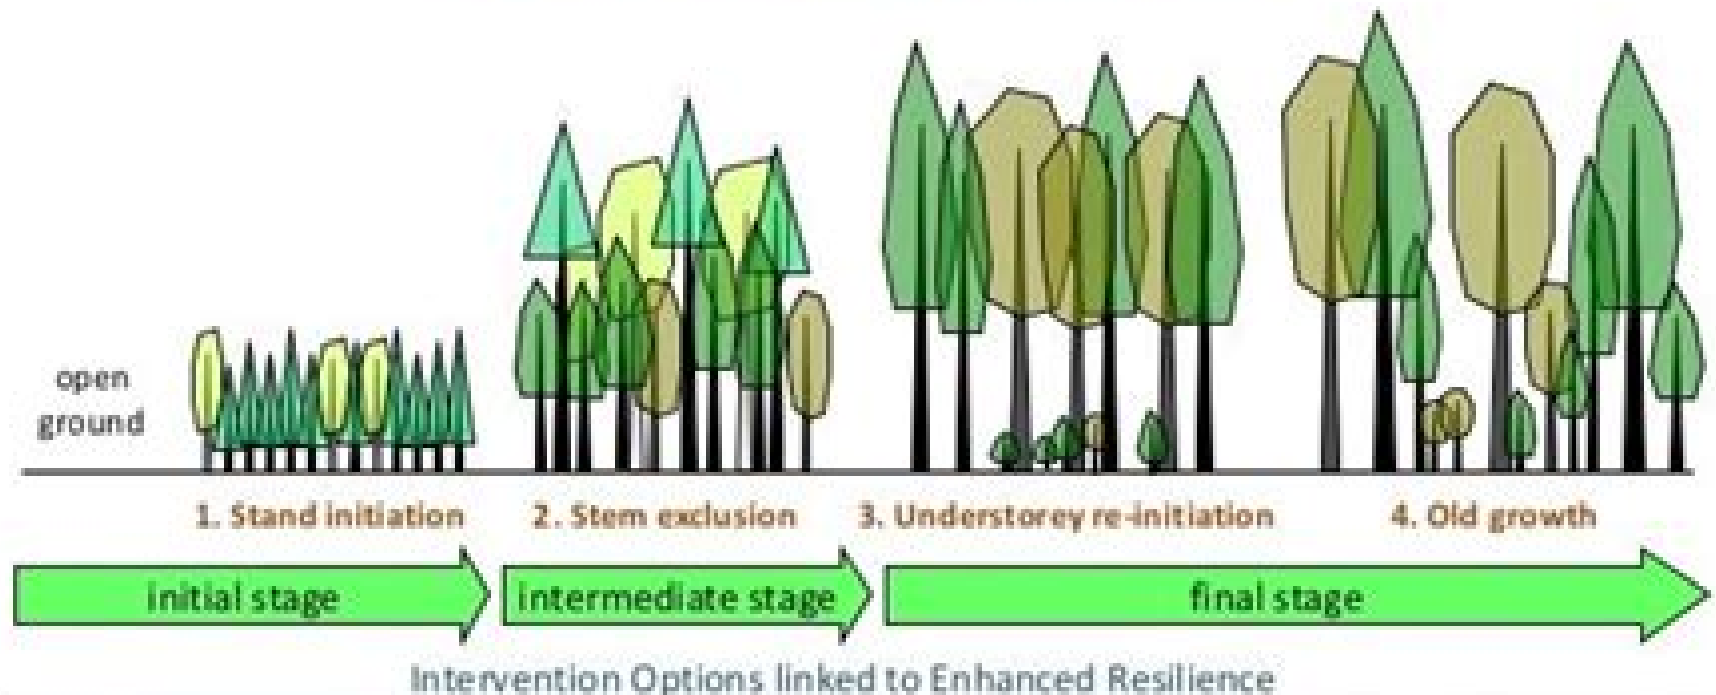 open
ground
1. Stand initiation
2. Stem exclusion
3. Understorey re-initiation
4. Old growth
initial stage
intermediate stage
final stage
Intervention Options linked to Enhanced Resilience